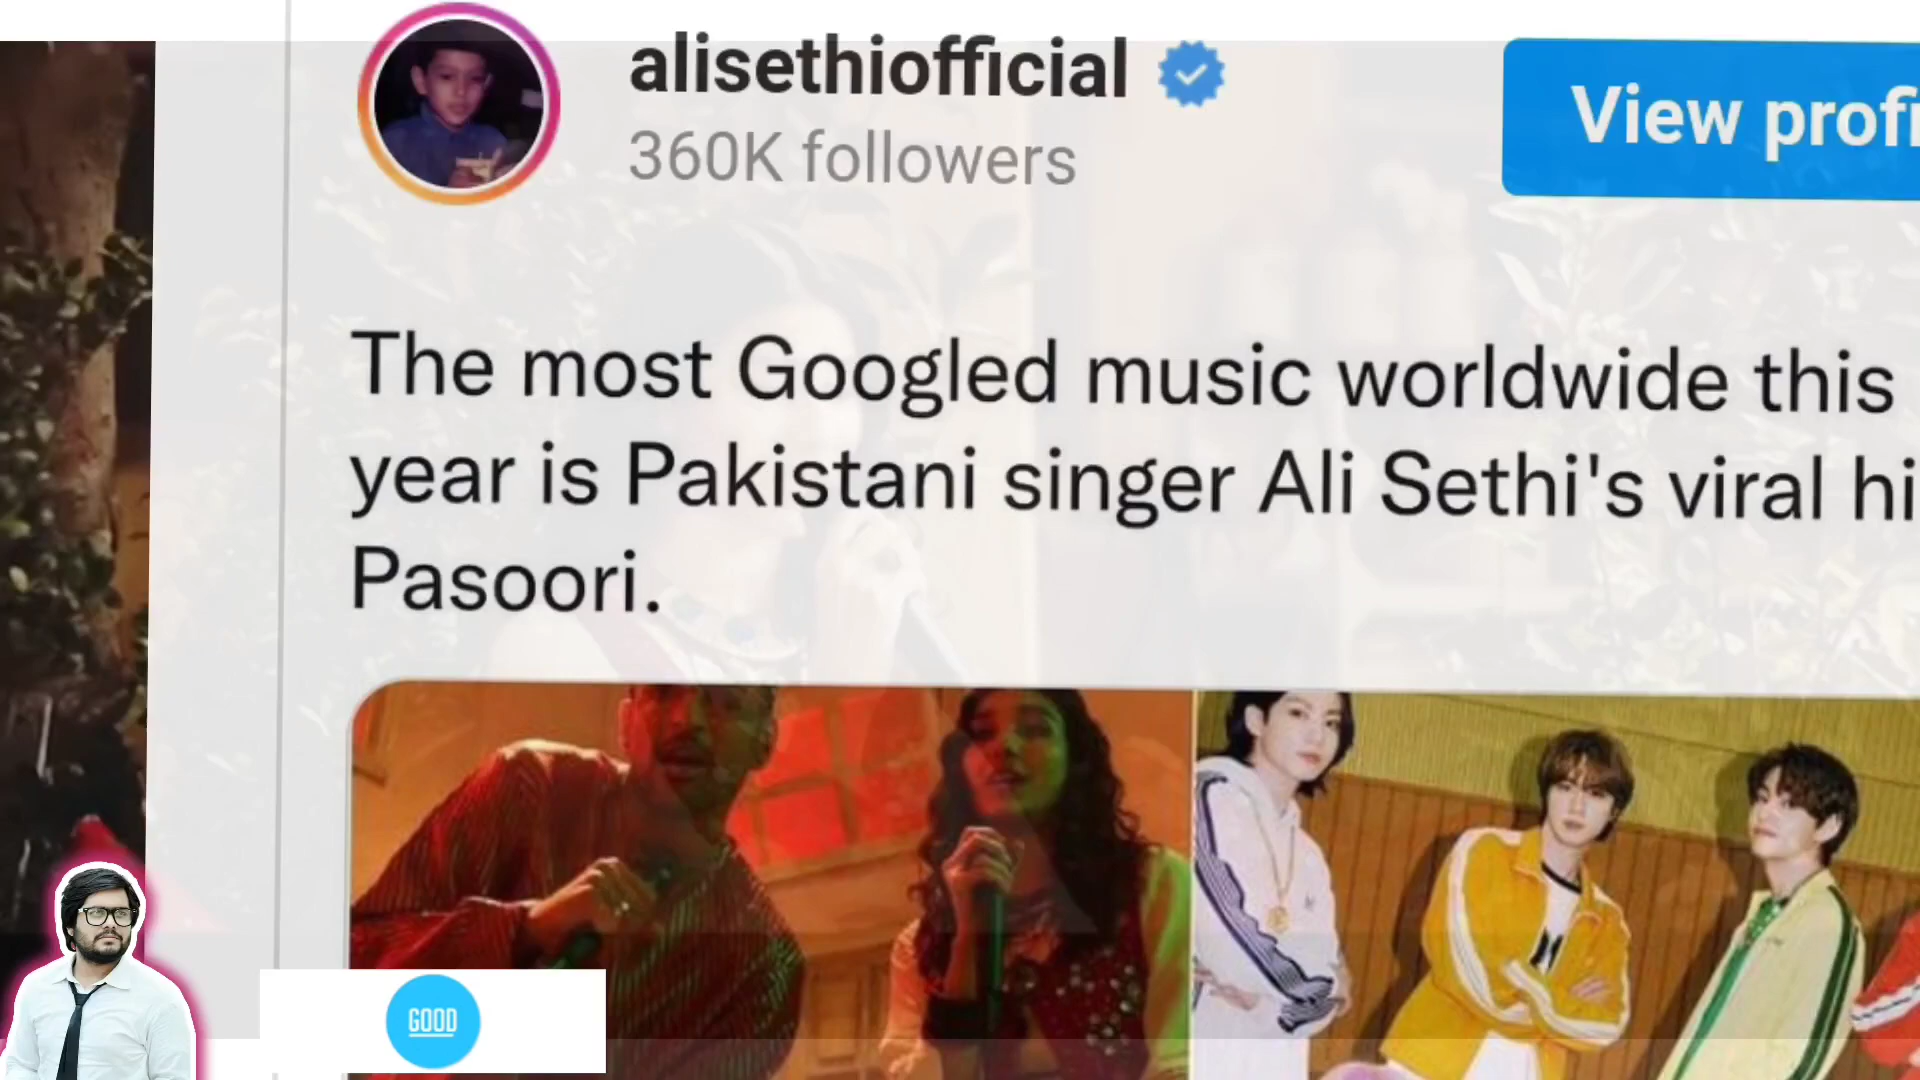 alisethiofficial
360K followers
View profi
The most Googled music worldwide this
year is Pakistani singer Ali Sethi's viral hi
Pasoori.
GOOD